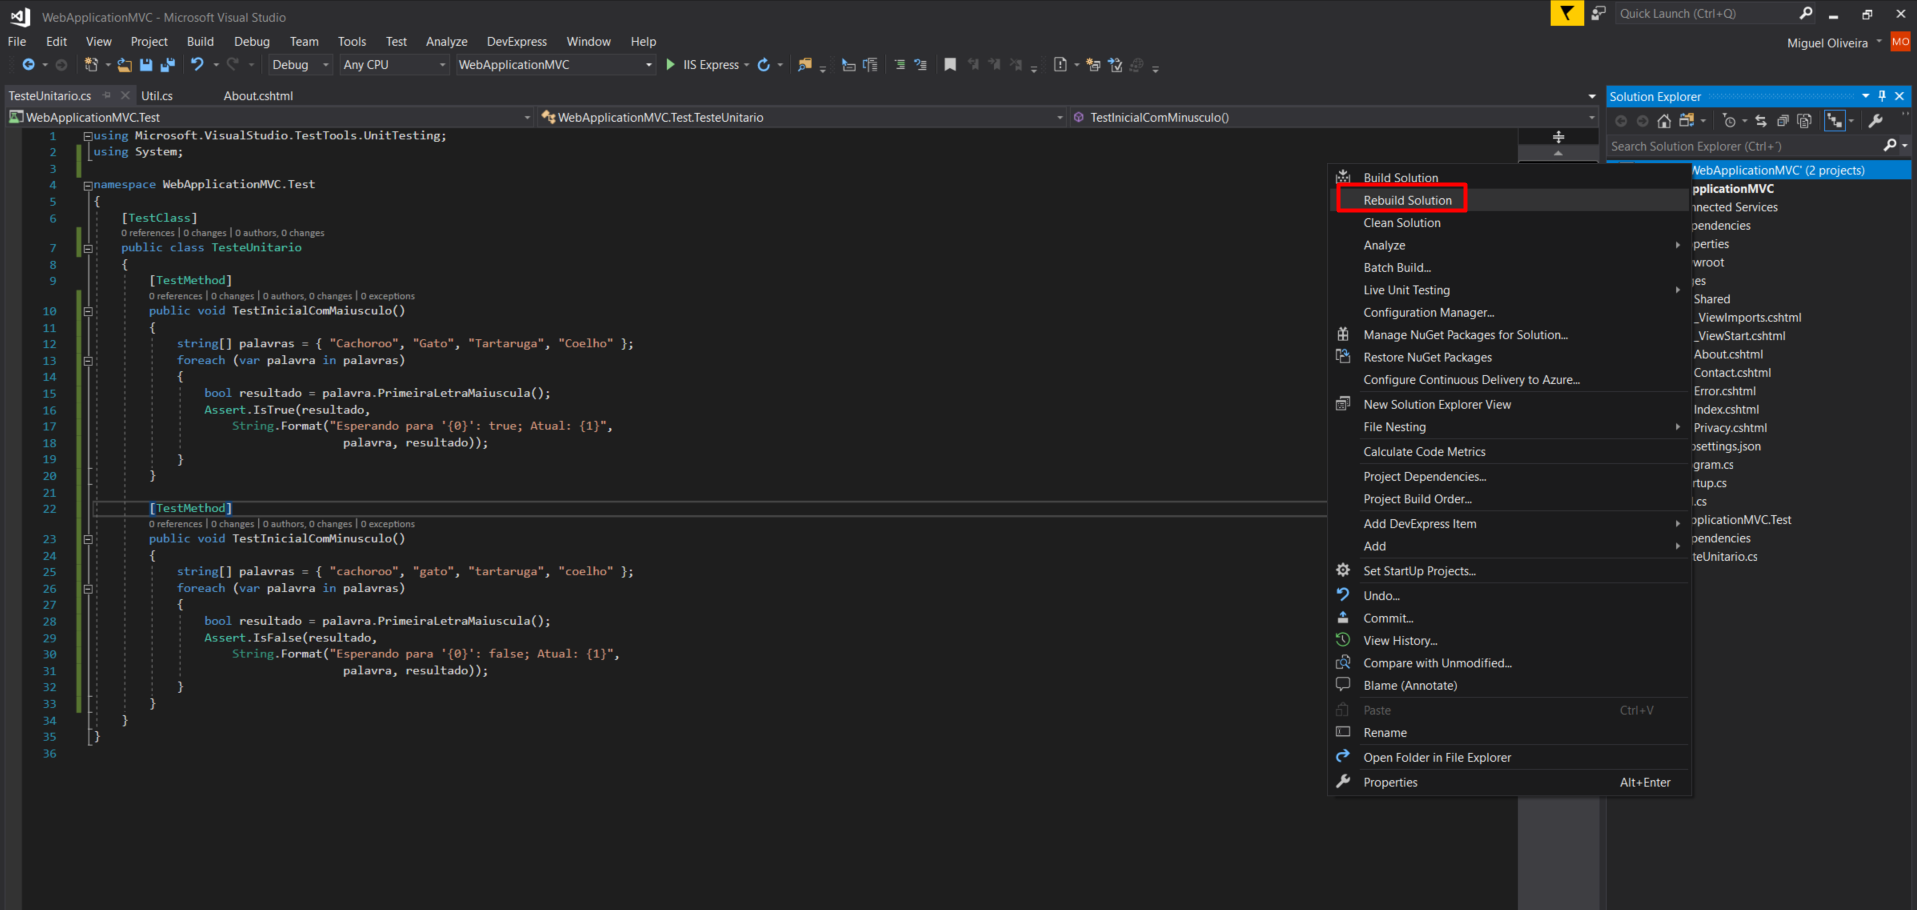 WebApplicationMVC - Microsoft Visual Studio
Quick Launch (Ctrl+Q)
File Edit View Project Build Debug Team Tools Test Analyze DevExpress Window Help
Miguel Oliveira MO
Debug Any CPU WebApplicationMVC IIS Express
TesteUnitario.cs Util.cs About.cshtml
WebApplicationMVC.Test WebApplicationMVC.Test.TesteUnitario TestInicialComMinusculo()
1 using Microsoft.VisualStudio.TestTools.UnitTesting;
2 using System;
3
4 namespace WebApplicationMVC.Test
5 {
6 [TestClass]
0 references | 0 changes | 0 authors, 0 changes
7 public class TesteUnitario
8 {
9 [TestMethod]
0 references | 0 changes | 0 authors, 0 changes | 0 exceptions
10 public void TestInicialComMaiusculo()
11 {
12 string[] palavras = { "Cachoroo", "Gato", "Tartaruga", "Coelho" };
13 foreach (var palavra in palavras)
14 {
15 bool resultado = palavra.PrimeiraLetraMaiuscula();
16 Assert.IsTrue(resultado,
17 String.Format("Esperando para '{0}': true; Atual: {1}",
18 palavra, resultado));
19 }
20 }
21
22 [TestMethod]
0 references | 0 changes | 0 authors, 0 changes | 0 exceptions
23 public void TestInicialComMinusculo()
24 {
25 string[] palavras = { "cachoroo", "gato", "tartaruga", "coelho" };
26 foreach (var palavra in palavras)
27 {
28 bool resultado = palavra.PrimeiraLetraMaiuscula();
29 Assert.IsFalse(resultado,
30 String.Format("Esperando para '{0}': false; Atual: {1}",
31 palavra, resultado));
32 }
33 }
34 }
35 }
36
Build Solution
Rebuild Solution
Clean Solution
Analyze
Batch Build...
Live Unit Testing
Configuration Manager...
Manage NuGet Packages for Solution...
Restore NuGet Packages
Configure Continuous Delivery to Azure...
New Solution Explorer View
File Nesting
Calculate Code Metrics
Project Dependencies...
Project Build Order...
Add DevExpress Item
Add
Set StartUp Projects...
Undo...
Commit...
View History...
Compare with Unmodified...
Blame (Annotate)
Paste Ctrl+V
Rename
Open Folder in File Explorer
Properties Alt+Enter
Solution Explorer
Search Solution Explorer (Ctrl+´)
WebApplicationMVC' (2 projects)
pplicationMVC
nnected Services
pendencies
perties
wroot
ges
Shared
_ViewImports.cshtml
_ViewStart.cshtml
About.cshtml
Contact.cshtml
Error.cshtml
Index.cshtml
Privacy.cshtml
osettings.json
gram.cs
rtup.cs
l.cs
pplicationMVC.Test
pendencies
teUnitario.cs